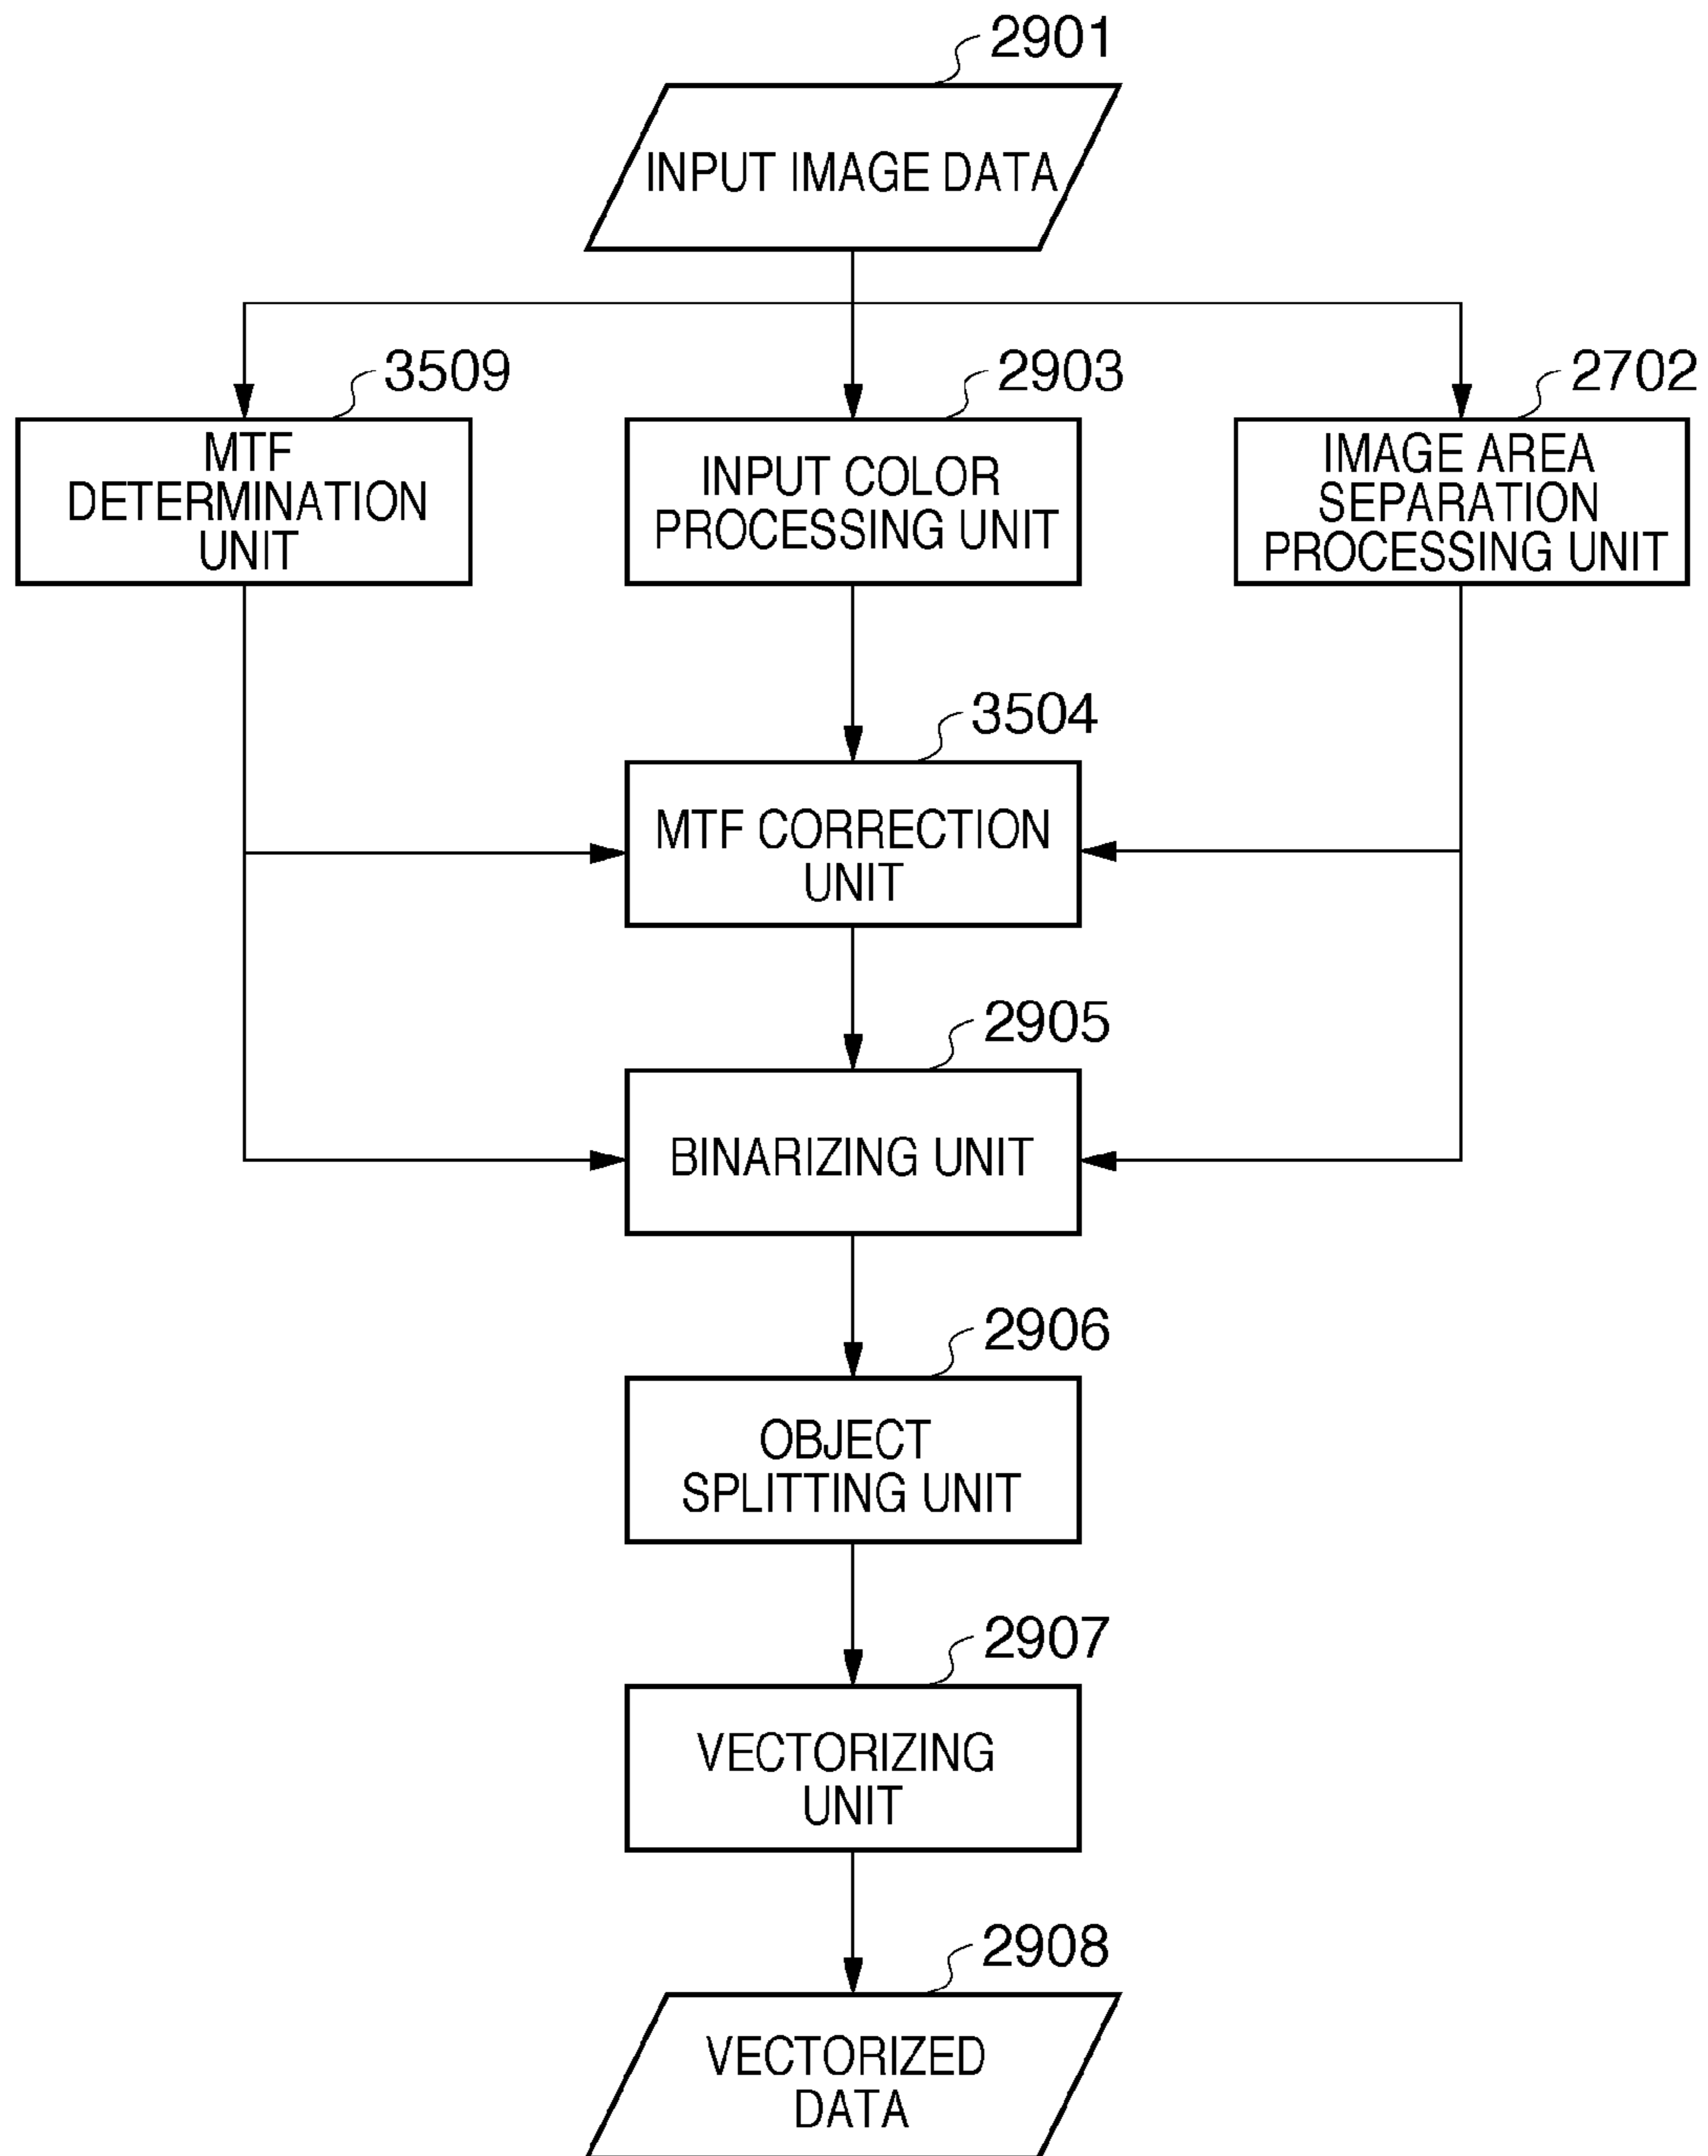 2901
INPUT IMAGE DATA
3509
MTF
DETERMINATION
UNIT
2903
INPUT COLOR
PROCESSING UNIT
2702
IMAGE AREA
SEPARATION
PROCESSING UNIT
3504
MTF CORRECTION
UNIT
2905
BINARIZING UNIT
2906
OBJECT
SPLITTING UNIT
2907
VECTORIZING
UNIT
2908
VECTORIZED
DATA